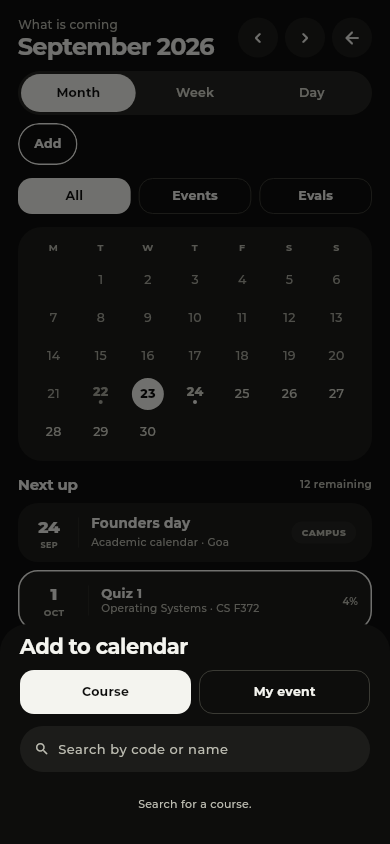 What is coming
September 2026
Month Week Day
Add
All Events Evals
M T W T F S S
1 2 3 4 5 6
7 8 9 10 11 12 13
14 15 16 17 18 19 20
21 22 23 24 25 26 27
28 29 30
Next up 12 remaining
24 SEP
Founders day
Academic calendar · Goa
CAMPUS
1 OCT
Quiz 1
Operating Systems · CS F372
4%
Add to calendar
Course My event
Search by code or name
Search for a course.